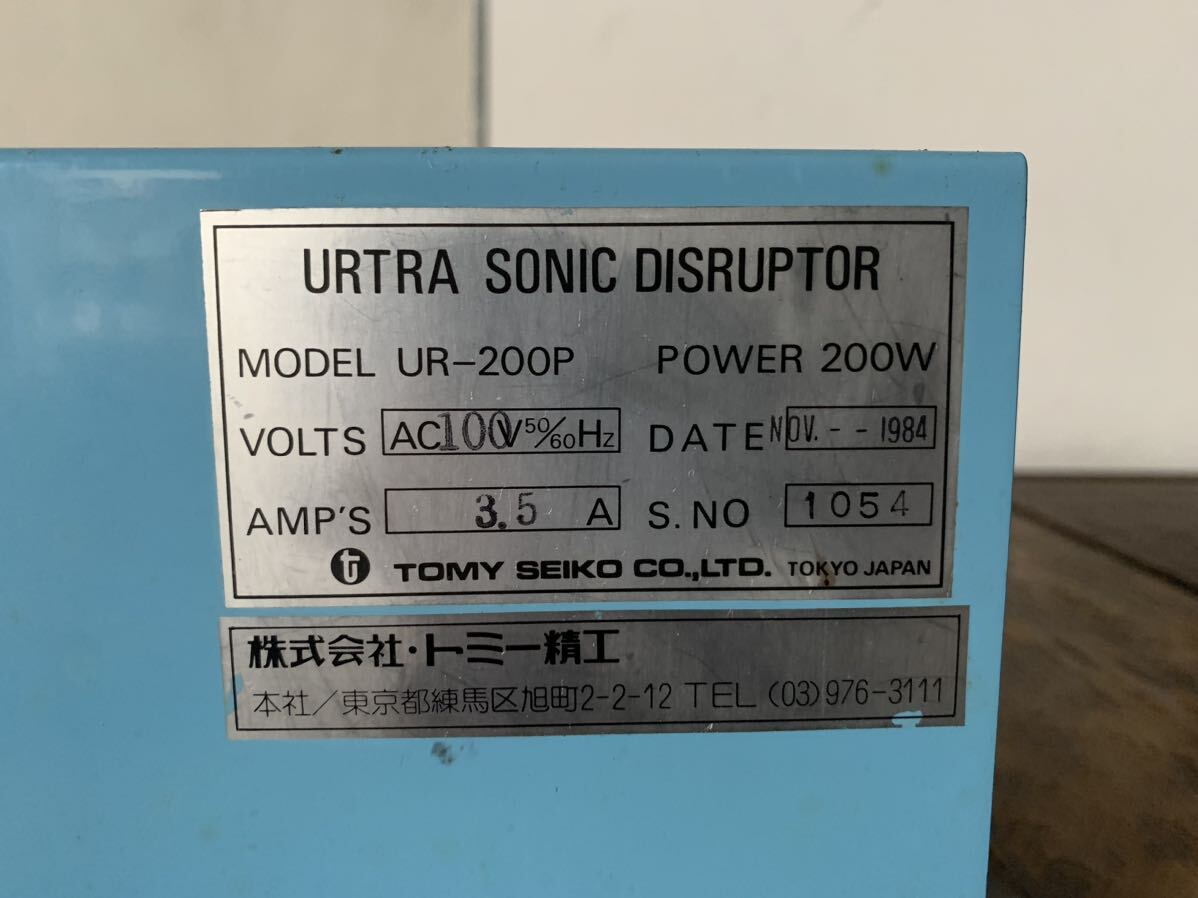 URTRA SONIC DISRUPTOR
MODEL UR-200P POWER 200W
VOLTS AC100V 50/60Hz DATE NOV. - - 1984
AMP'S 3.5 A S.NO 1054
TOMY SEIKO CO.,LTD. TOKYO JAPAN
株式会社・トミー精工
本社/東京都練馬区旭町2-2-12 TEL (03)976-3111